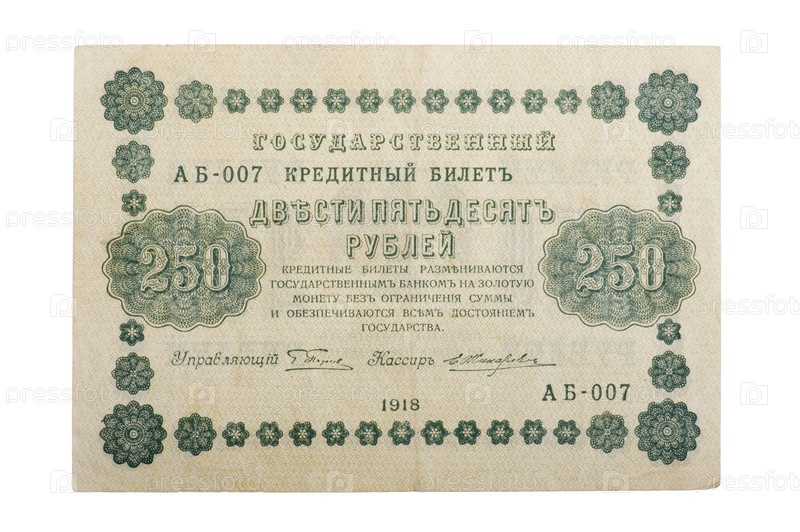 ГОСУДАРСТВЕННЫЙ
АБ-007 КРЕДИТНЫЙ БИЛЕТЪ
ДВѢСТИ ПЯТЬДЕСЯТЪ
РУБЛЕЙ
250 250
КРЕДИТНЫЕ БИЛЕТЫ РАЗМѢНИВАЮТСЯ
ГОСУДАРСТВЕННЫМЪ БАНКОМЪ НА ЗОЛОТУЮ
МОНЕТУ БЕЗЪ ОГРАНИЧЕНІЯ СУММЫ
И ОБЕЗПЕЧИВАЮТСЯ ВСѢМЪ ДОСТОЯНІЕМЪ
ГОСУДАРСТВА.
Управляющій Кассиръ
АБ-007
1918
pressfoto